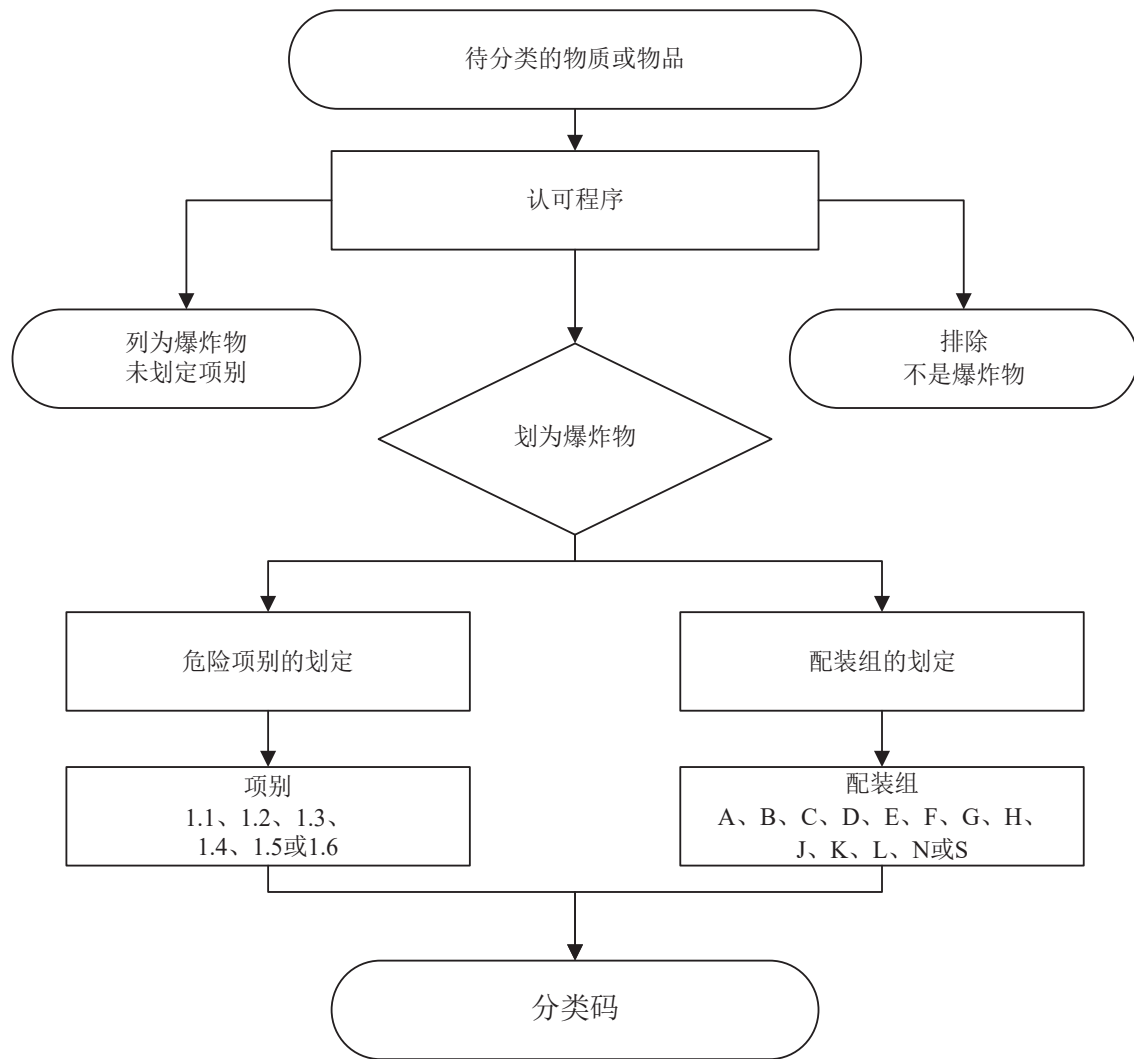 待分类的物质或物品
认可程序
列为爆炸物
未划定项别
排除
不是爆炸物
划为爆炸物
危险项别的划定
配装组的划定
项别
1.1、1.2、1.3、
1.4、1.5或1.6
配装组
A、B、C、D、E、F、G、H、
J、K、L、N或S
分类码